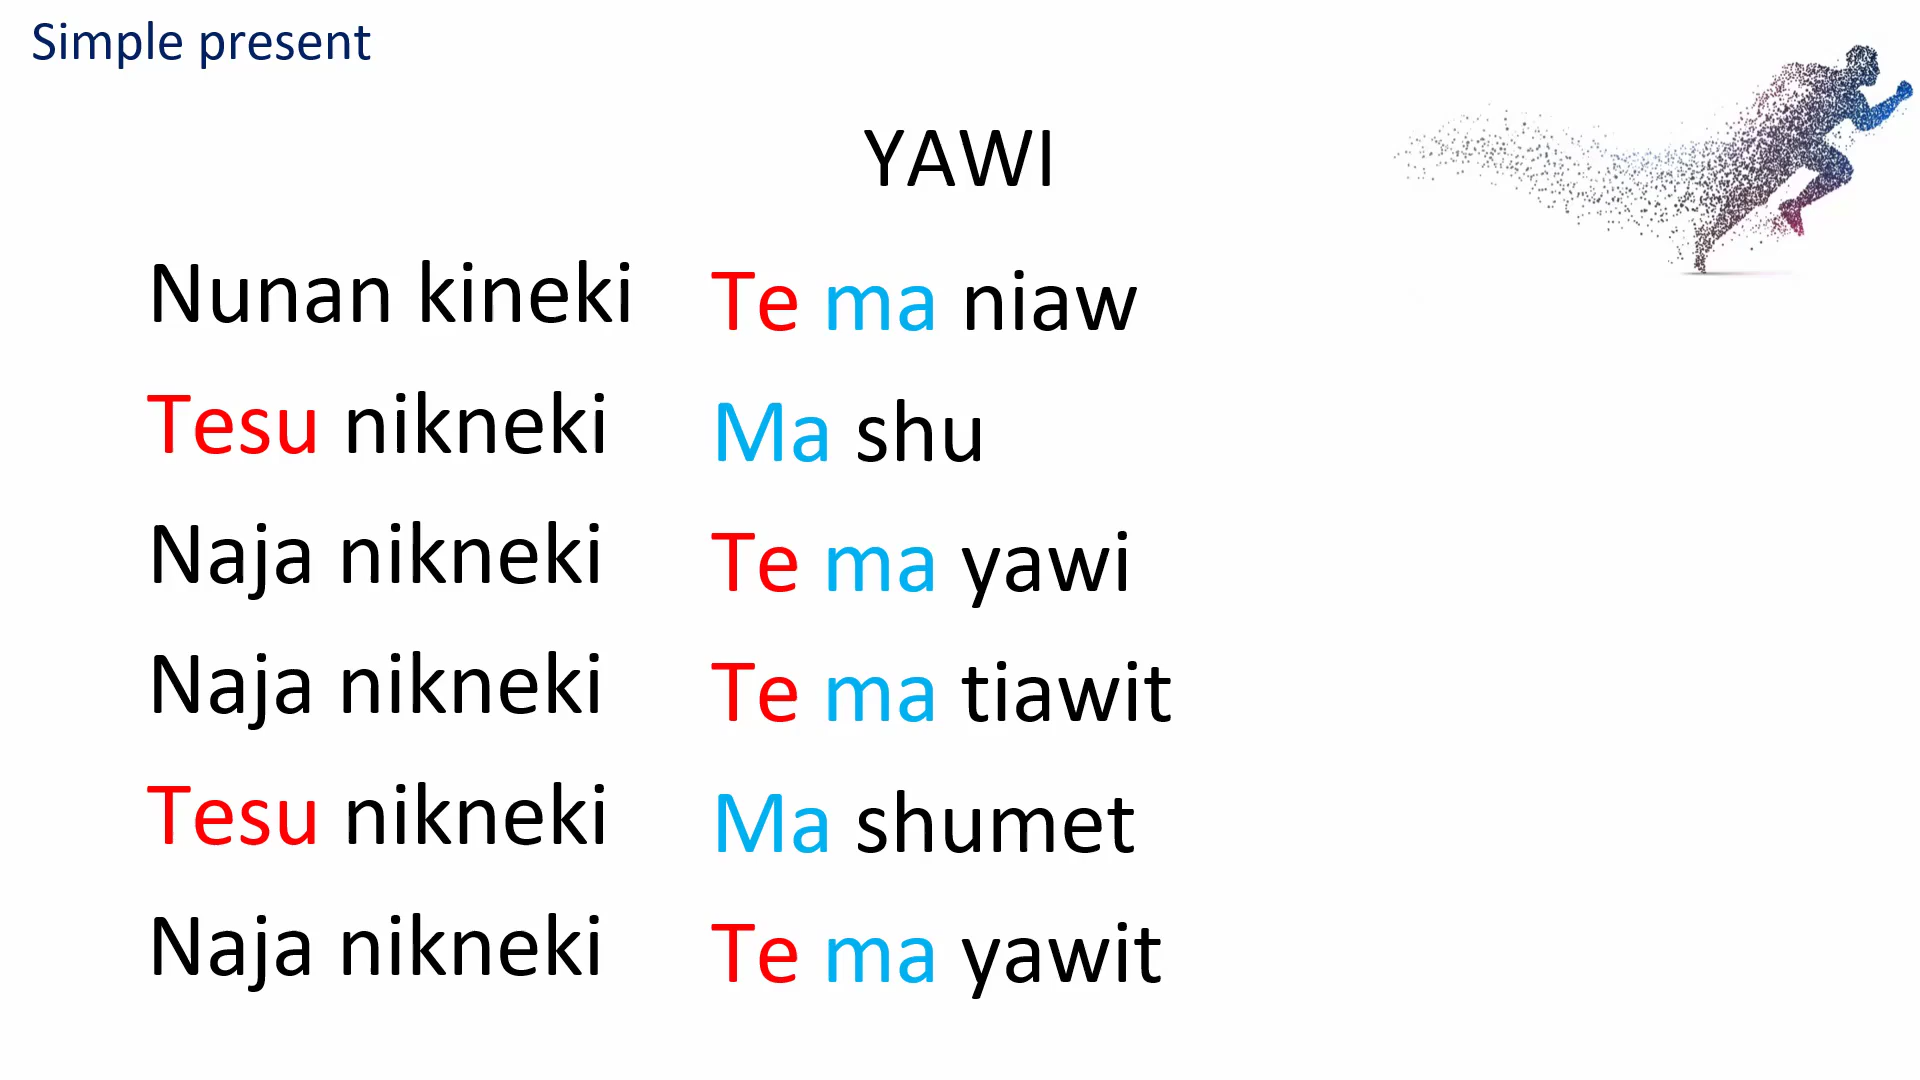 Simple present
YAWI
Nunan kineki Te ma niaw
Tesu nikneki Ma shu
Naja nikneki Te ma yawi
Naja nikneki Te ma tiawit
Tesu nikneki Ma shumet
Naja nikneki Te ma yawit